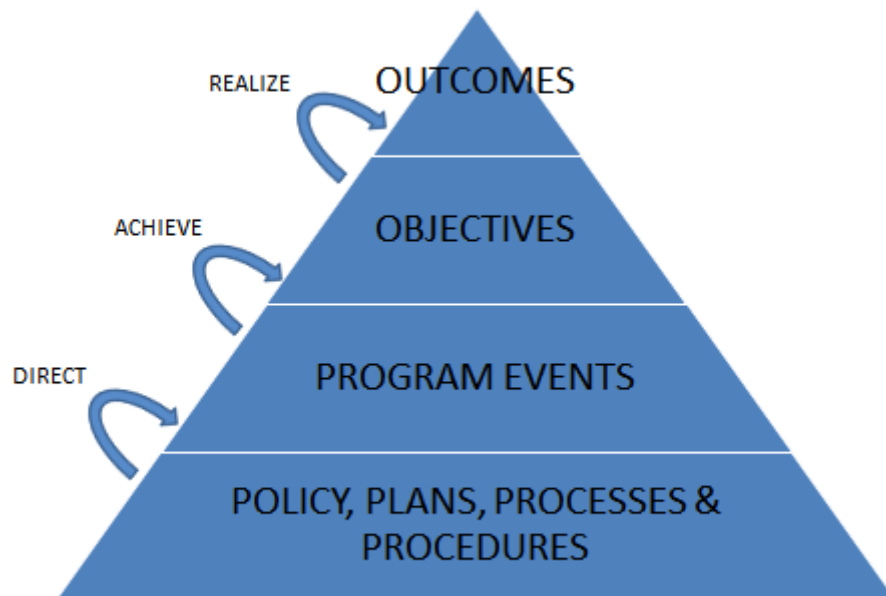 REALIZE
OUTCOMES
ACHIEVE
OBJECTIVES
DIRECT
PROGRAM EVENTS
POLICY, PLANS, PROCESSES &
PROCEDURES